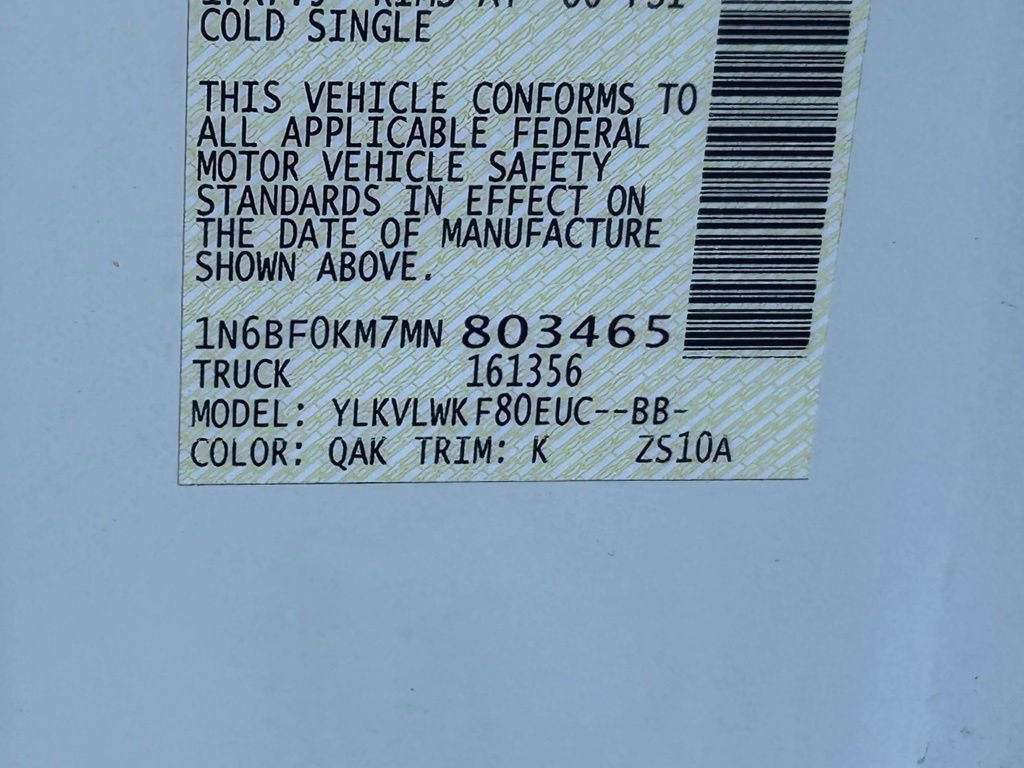 COLD SINGLE
THIS VEHICLE CONFORMS TO
ALL APPLICABLE FEDERAL
MOTOR VEHICLE SAFETY
STANDARDS IN EFFECT ON
THE DATE OF MANUFACTURE
SHOWN ABOVE.
1N6BF0KM7MN 803465
TRUCK 161356
MODEL: YLKVLWKF80EUC--BB-
COLOR: QAK TRIM: K ZS10A